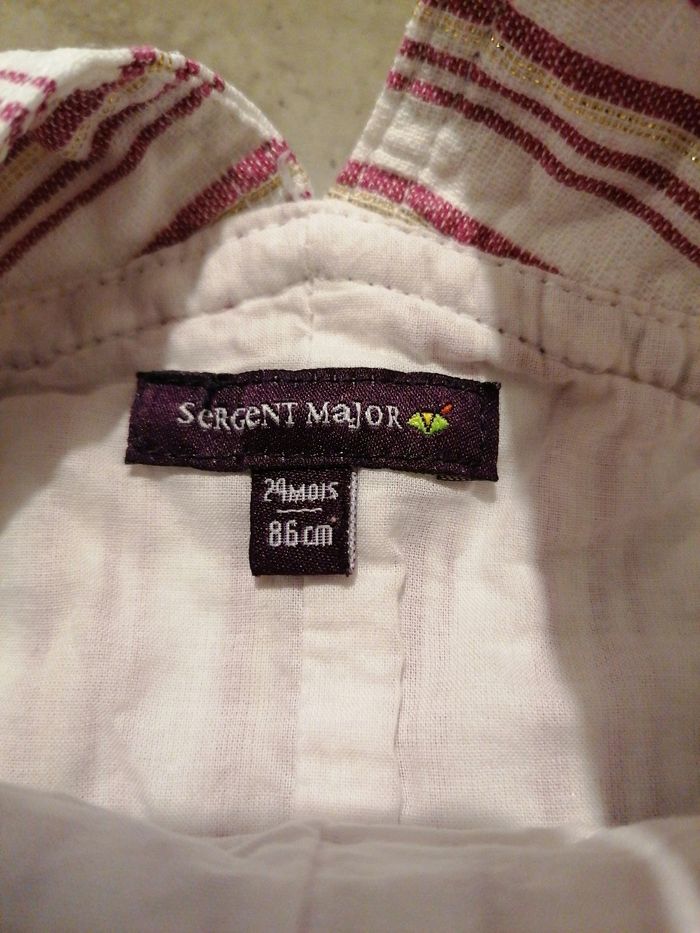 SeRGeNT MaJOR
24MOIS
86cm